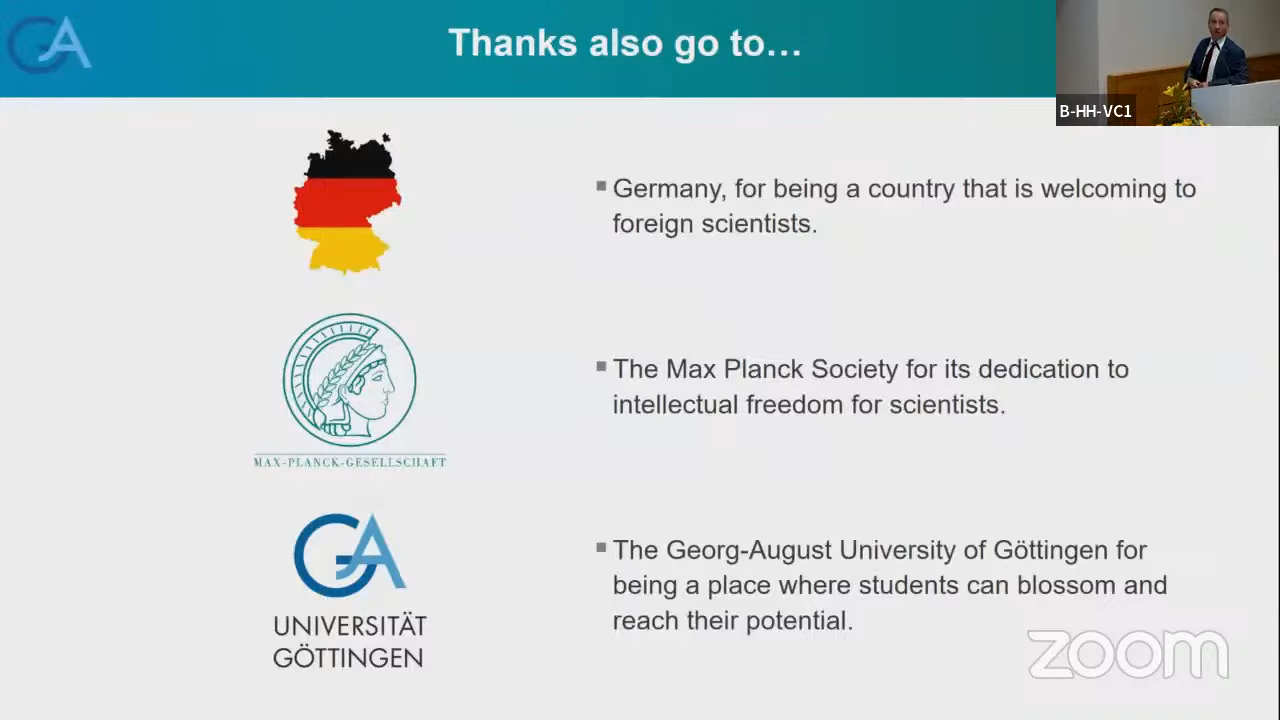 GA
Thanks also go to…
B-HH-VC1
Germany, for being a country that is welcoming to
foreign scientists.
The Max Planck Society for its dedication to
intellectual freedom for scientists.
MAX-PLANCK-GESELLSCHAFT
GA
UNIVERSITÄT
GÖTTINGEN
The Georg-August University of Göttingen for
being a place where students can blossom and
reach their potential.
zoom